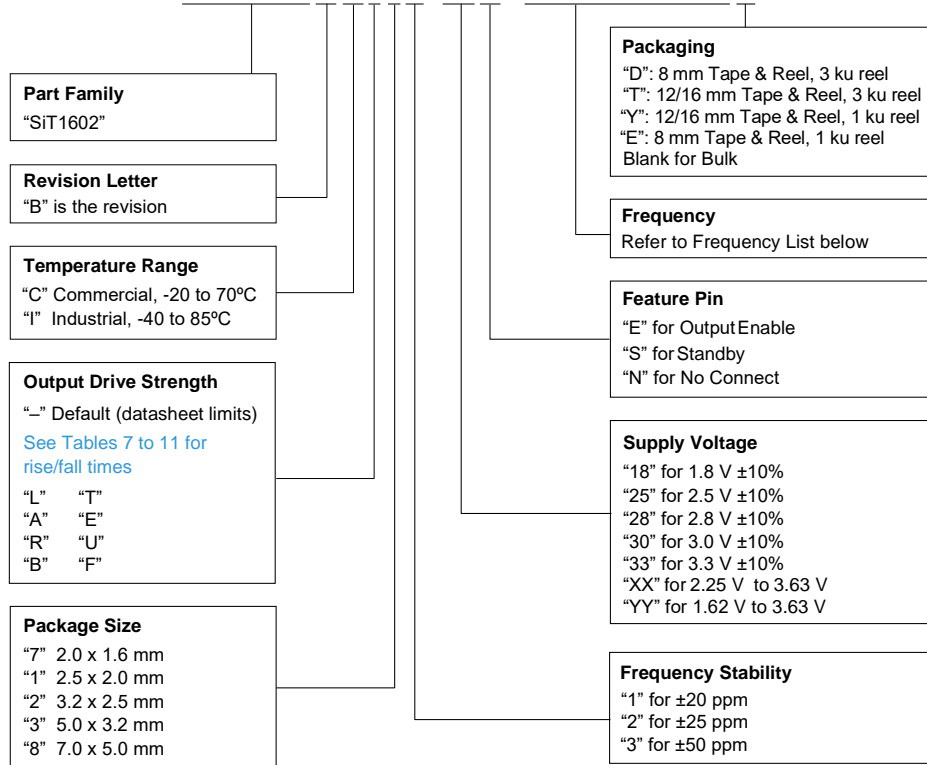 Part Family
“SiT1602”
Revision Letter
“B” is the revision
Temperature Range
“C” Commercial, -20 to 70ºC
“I” Industrial, -40 to 85ºC
Output Drive Strength
“–” Default (datasheet limits)
See Tables 7 to 11 for
rise/fall times
“L” “T”
“A” “E”
“R” “U”
“B” “F”
Package Size
“7” 2.0 x 1.6 mm
“1” 2.5 x 2.0 mm
“2” 3.2 x 2.5 mm
“3” 5.0 x 3.2 mm
“8” 7.0 x 5.0 mm
Packaging
“D”: 8 mm Tape & Reel, 3 ku reel
“T”: 12/16 mm Tape & Reel, 3 ku reel
“Y”: 12/16 mm Tape & Reel, 1 ku reel
“E”: 8 mm Tape & Reel, 1 ku reel
Blank for Bulk
Frequency
Refer to Frequency List below
Feature Pin
“E” for Output Enable
“S” for Standby
“N” for No Connect
Supply Voltage
“18” for 1.8 V ±10%
“25” for 2.5 V ±10%
“28” for 2.8 V ±10%
“30” for 3.0 V ±10%
“33” for 3.3 V ±10%
“XX” for 2.25 V to 3.63 V
“YY” for 1.62 V to 3.63 V
Frequency Stability
“1” for ±20 ppm
“2” for ±25 ppm
“3” for ±50 ppm